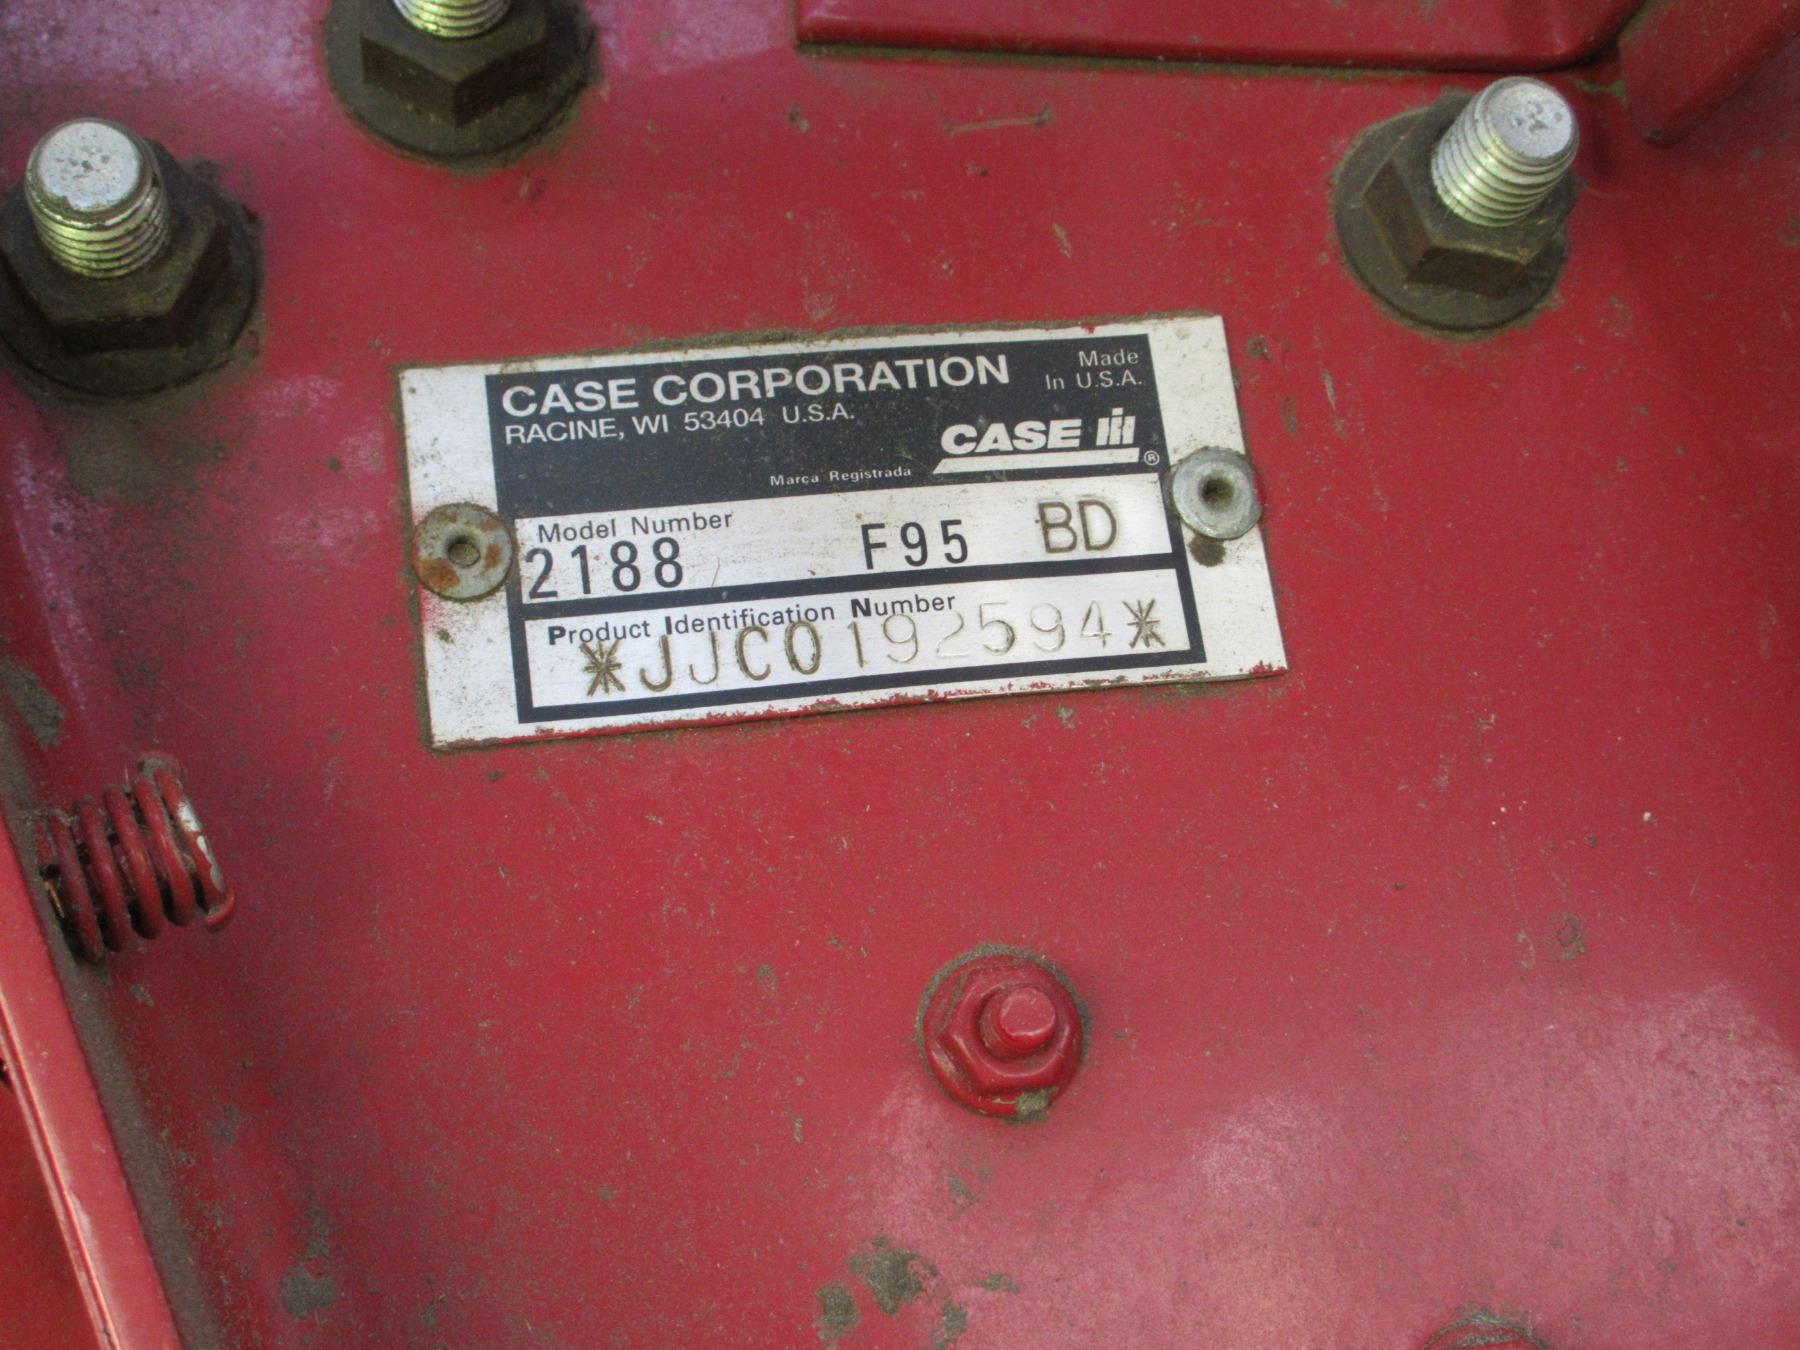 CASE CORPORATION
Made
In U.S.A.
RACINE, WI 53404 U.S.A.
CASE IH
Marca Registrada ®
Model Number
2188 F95 BD
Product Identification Number
*JJC0192594*